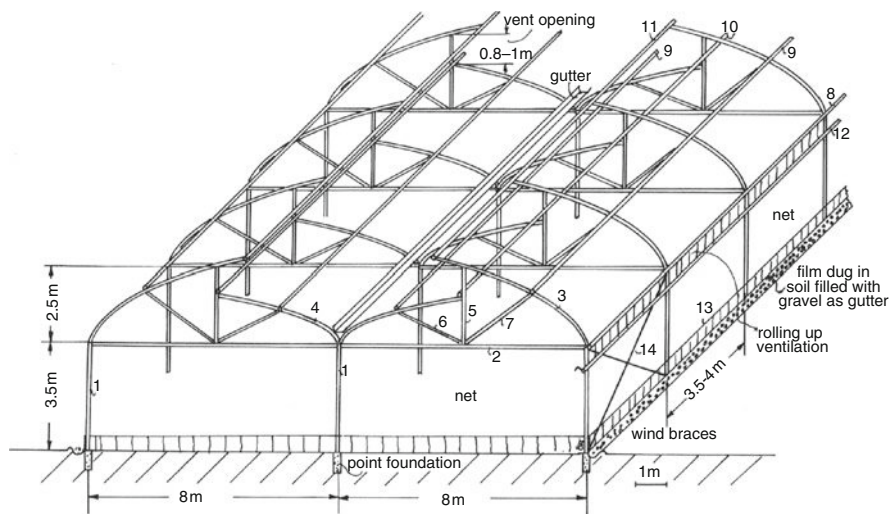 vent opening
0.8–1m
gutter
11
10
9
9
8
12
net
film dug in
soil filled with
gravel as gutter
2.5m
4
6
5
7
3
13
rolling up
ventilation
14
3.5-4m
1
1
2
3.5m
net
wind braces
point foundation
1m
8m
8m